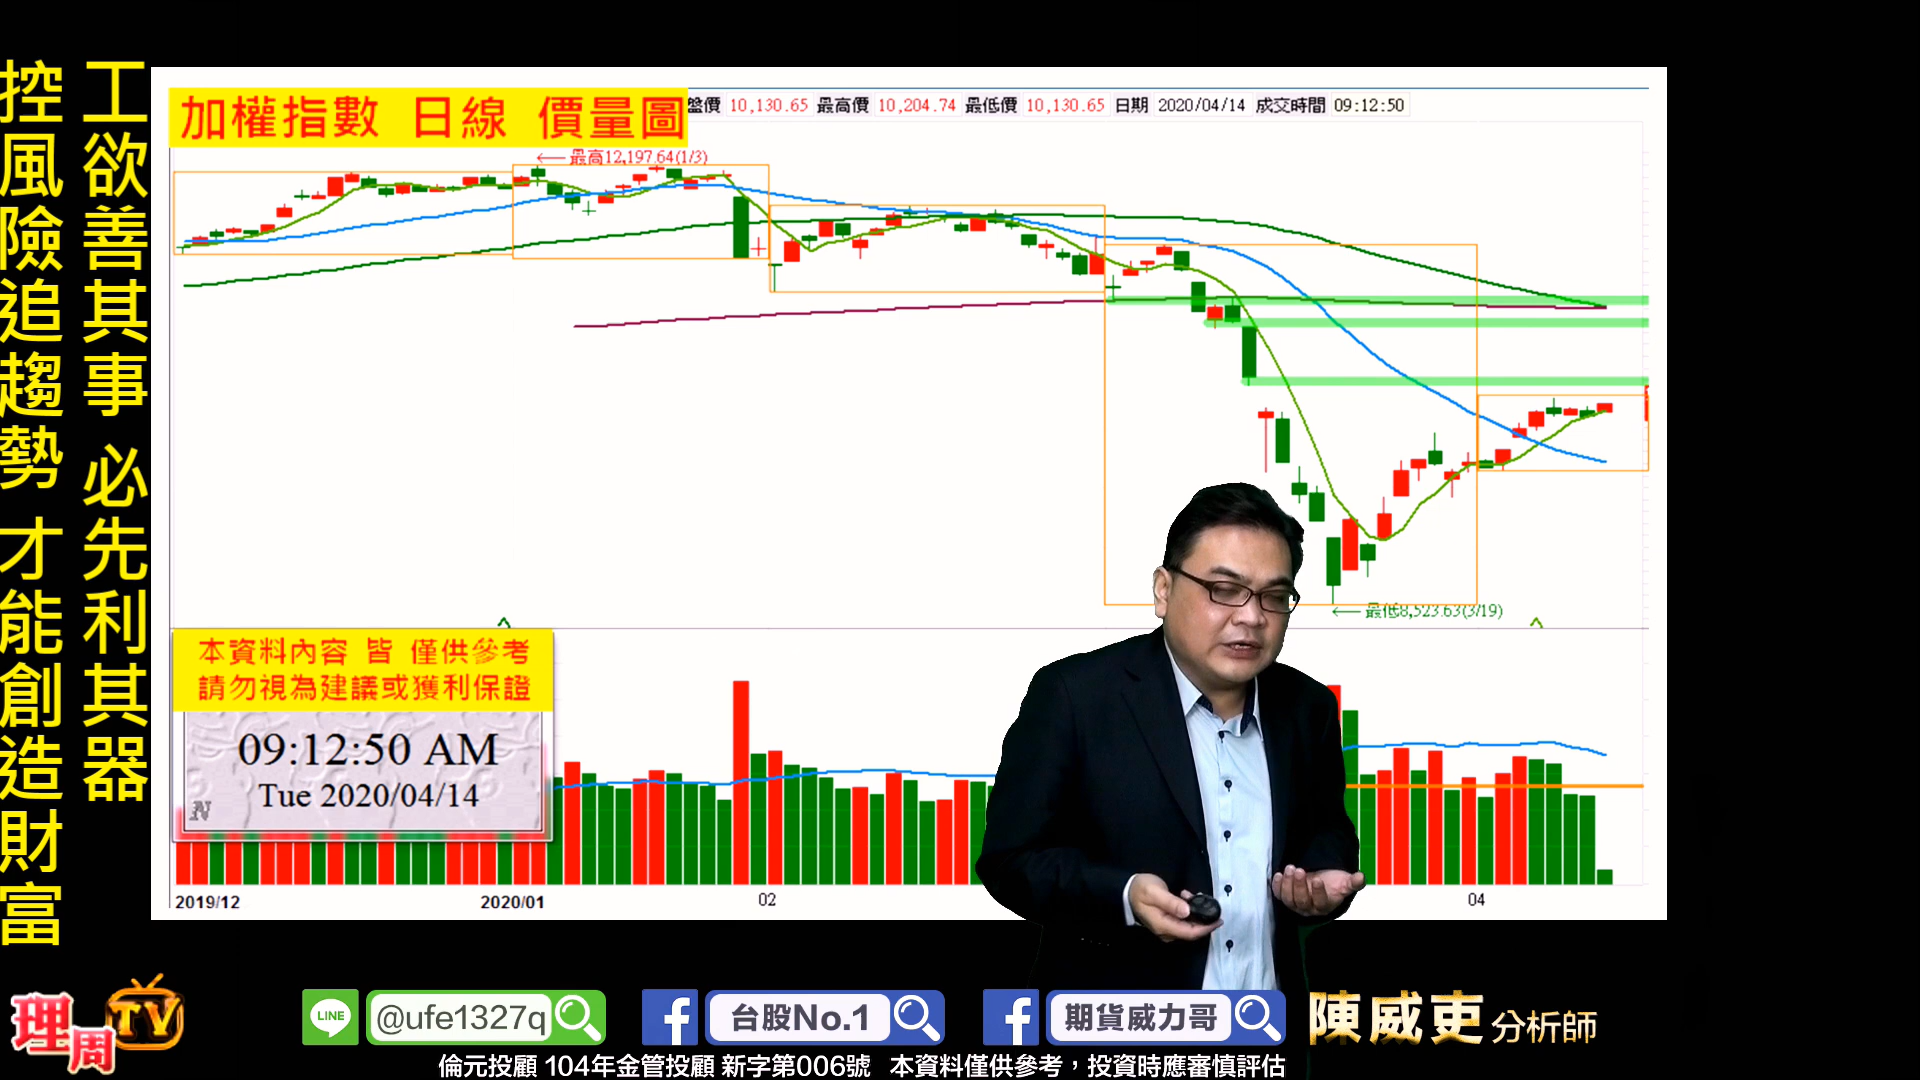 工欲善其事 必先利其器
控風險追趨勢 才能創造財富
加權指數 日線 價量圖
盤價 10,130.65 最高價 10,204.74 最低價 10,130.65 日期 2020/04/14 成交時間 09:12:50
最高12,197.64(1/3)
最低8,523.63(3/19)
本資料內容 皆 僅供參考
請勿視為建議或獲利保證
09:12:50 AM
Tue 2020/04/14
N
2019/12
2020/01
02
04
理周TV
LINE @ufe1327q
f 台股No.1
f 期貨威力哥
陳威吏 分析師
倫元投顧 104年金管投顧 新字第006號 本資料僅供參考，投資時應審慎評估